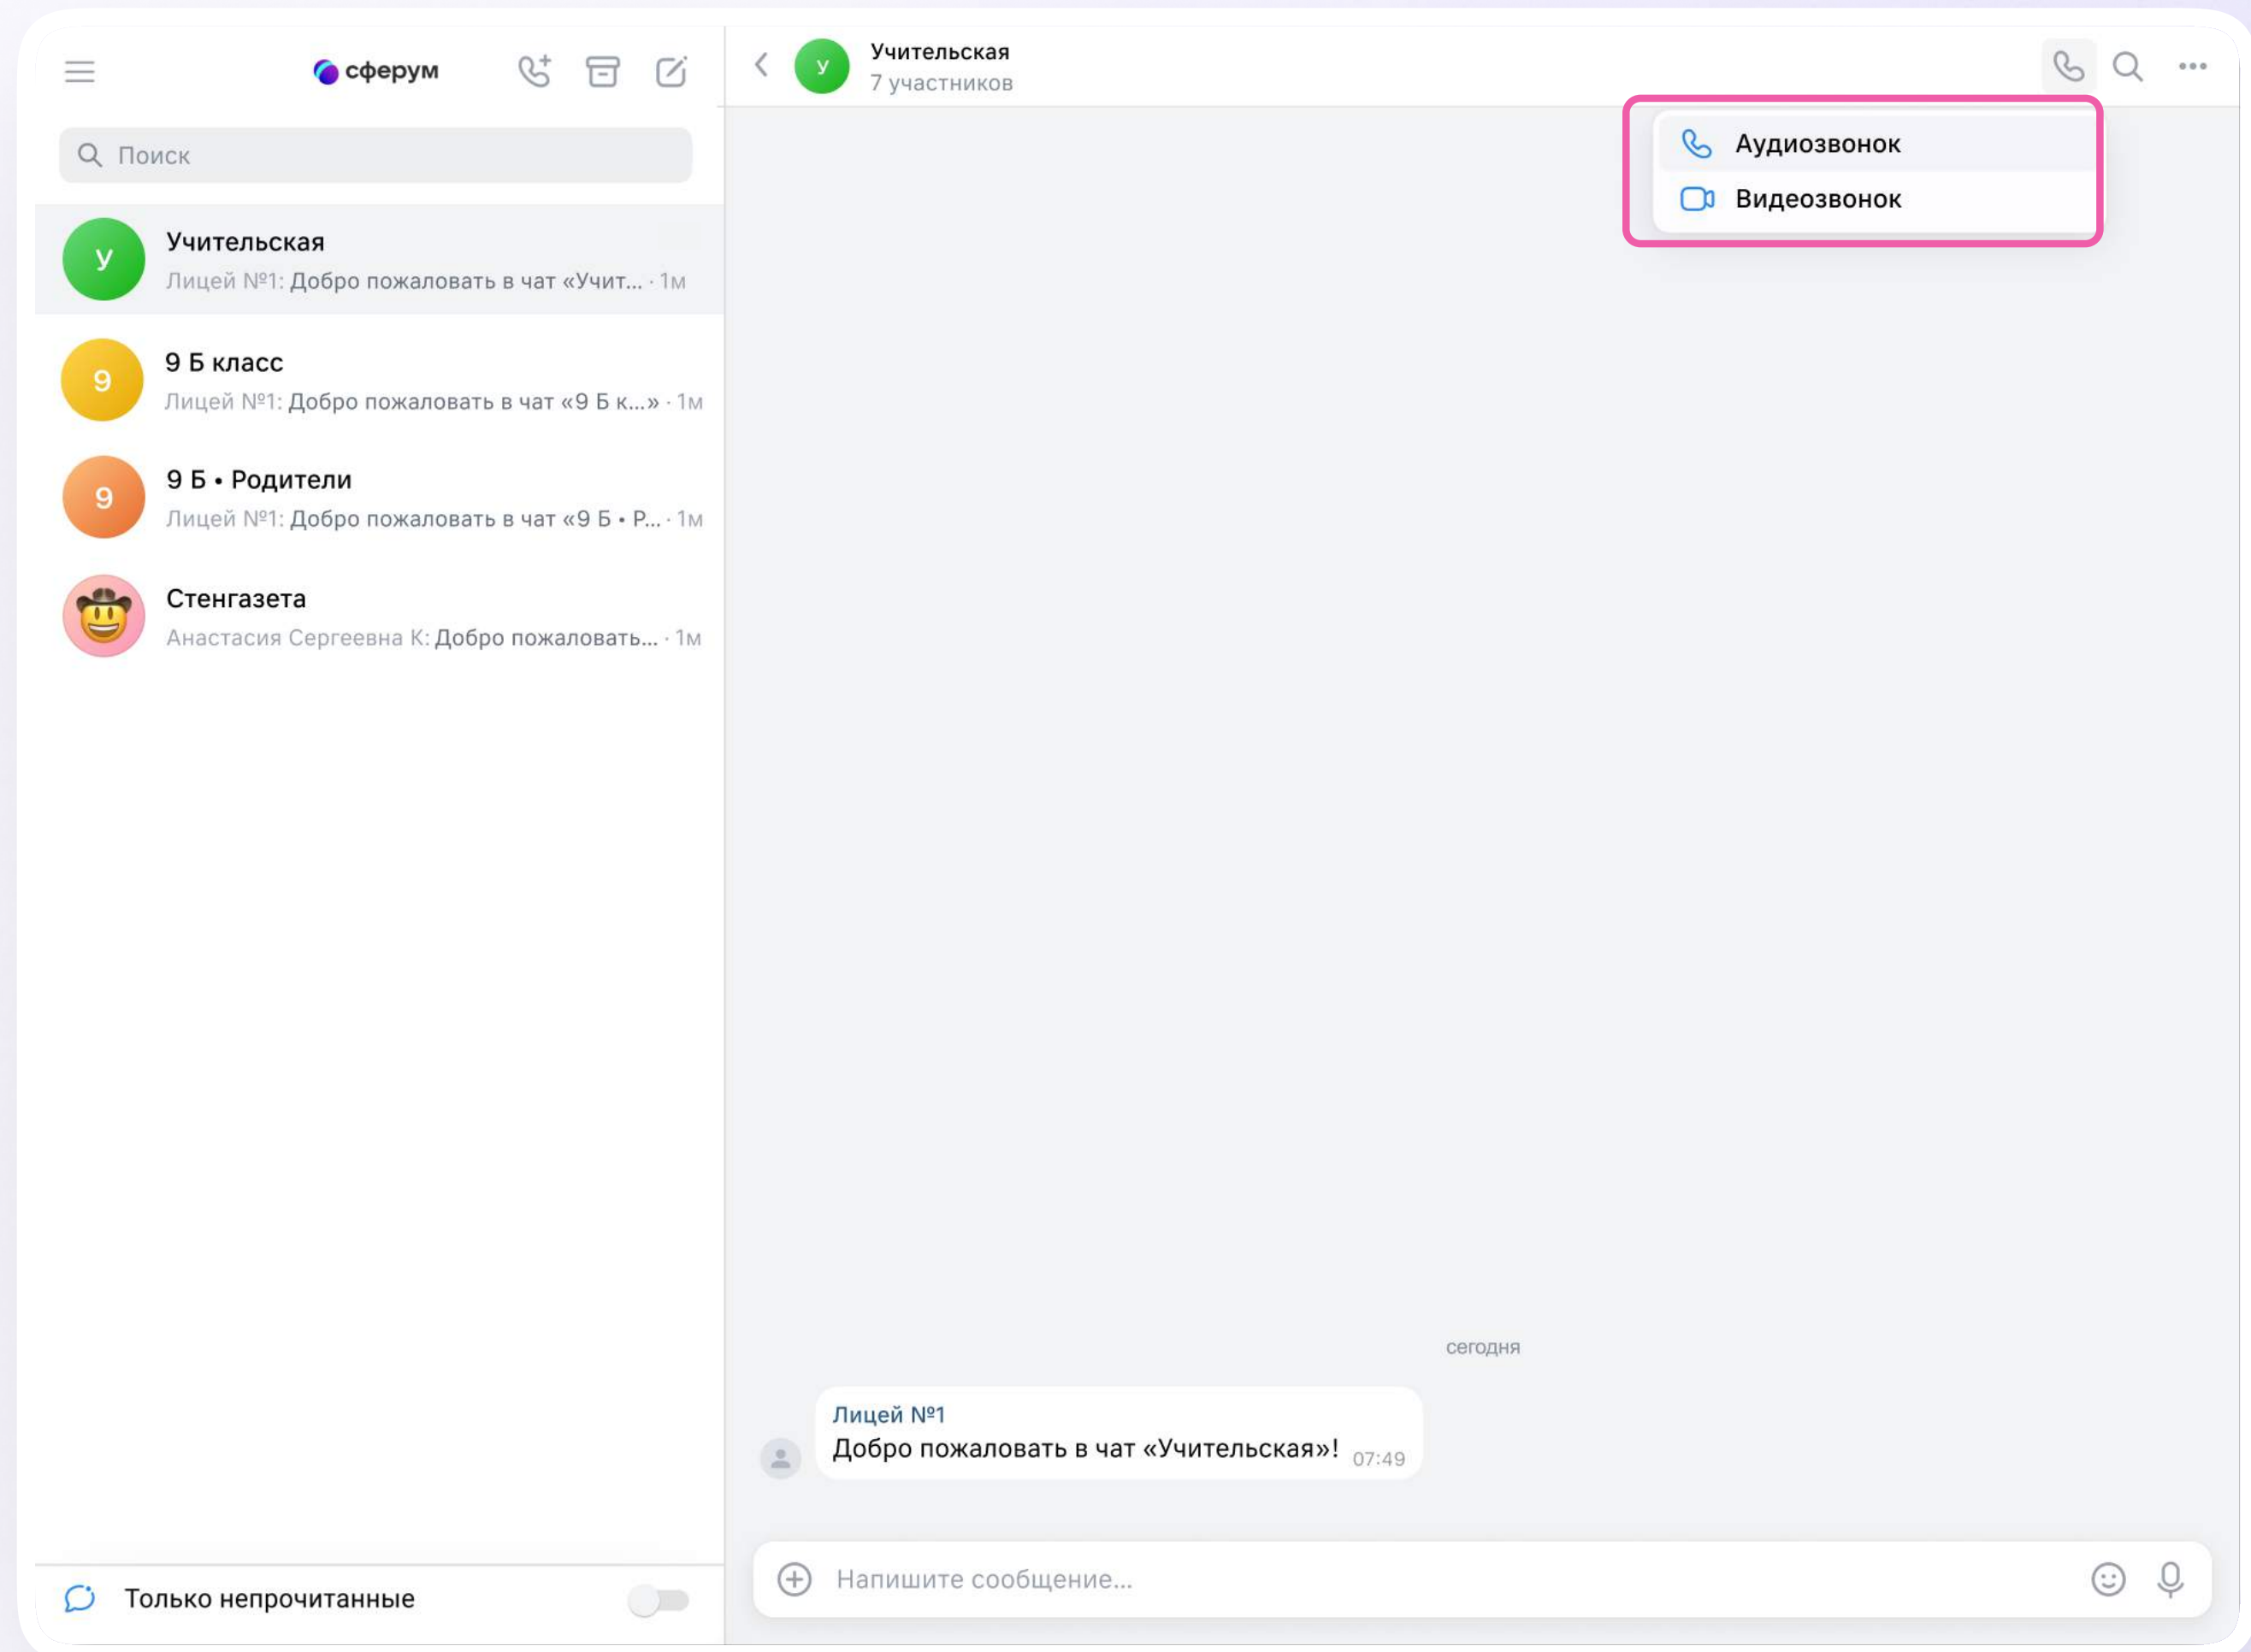 сферум
Поиск
Учительская
Лицей №1: Добро пожаловать в чат «Учит... · 1м
9
9 Б класс
Лицей №1: Добро пожаловать в чат «9 Б к...» · 1м
9
9 Б • Родители
Лицей №1: Добро пожаловать в чат «9 Б • Р... · 1м
Стенгазета
Анастасия Сергеевна К: Добро пожаловать... · 1м
Только непрочитанные
У
Учительская
7 участников
Аудиозвонок
Видеозвонок
сегодня
Лицей №1
Добро пожаловать в чат «Учительская»! 07:49
Напишите сообщение...
У